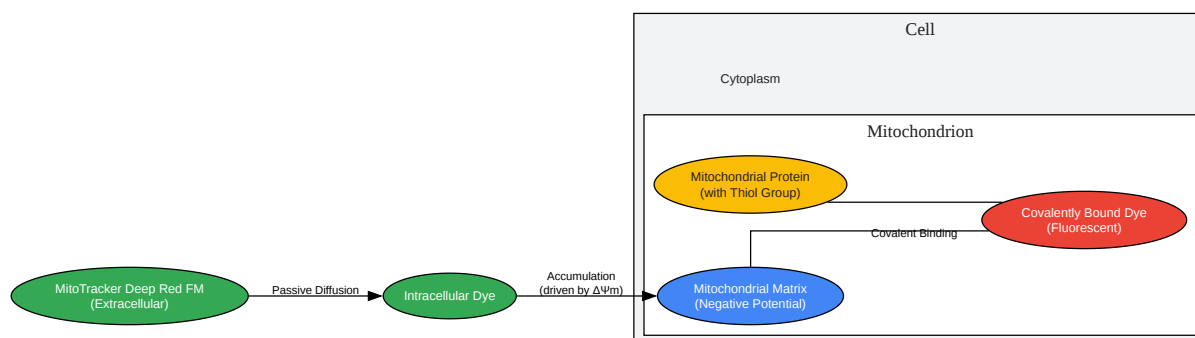 Cell
Cytoplasm
Mitochondrion
Mitochondrial Protein
(with Thiol Group)
Covalently Bound Dye
(Fluorescent)
Covalent Binding
MitoTracker Deep Red FM
(Extracellular)
Passive Diffusion
Intracellular Dye
Accumulation
(driven by ΔΨm)
Mitochondrial Matrix
(Negative Potential)